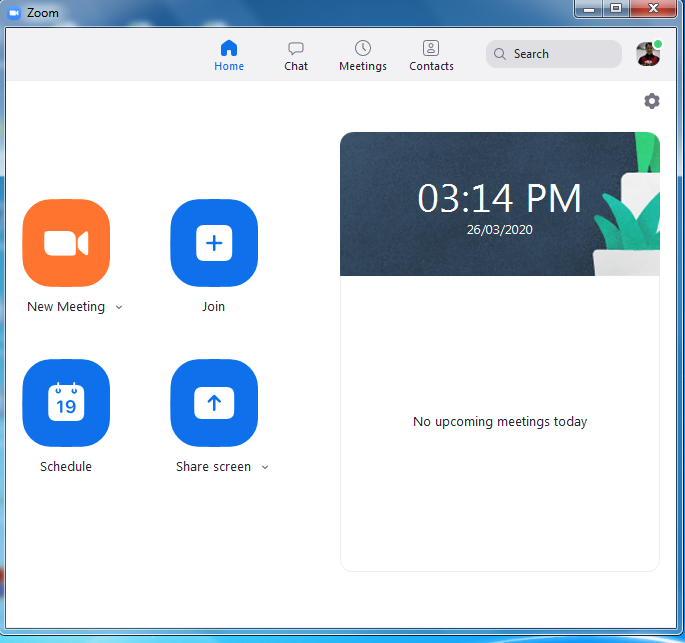 Zoom
Home
Chat
Meetings
Contacts
Search
03:14 PM
26/03/2020
New Meeting
Join
19
Schedule
Share screen
No upcoming meetings today